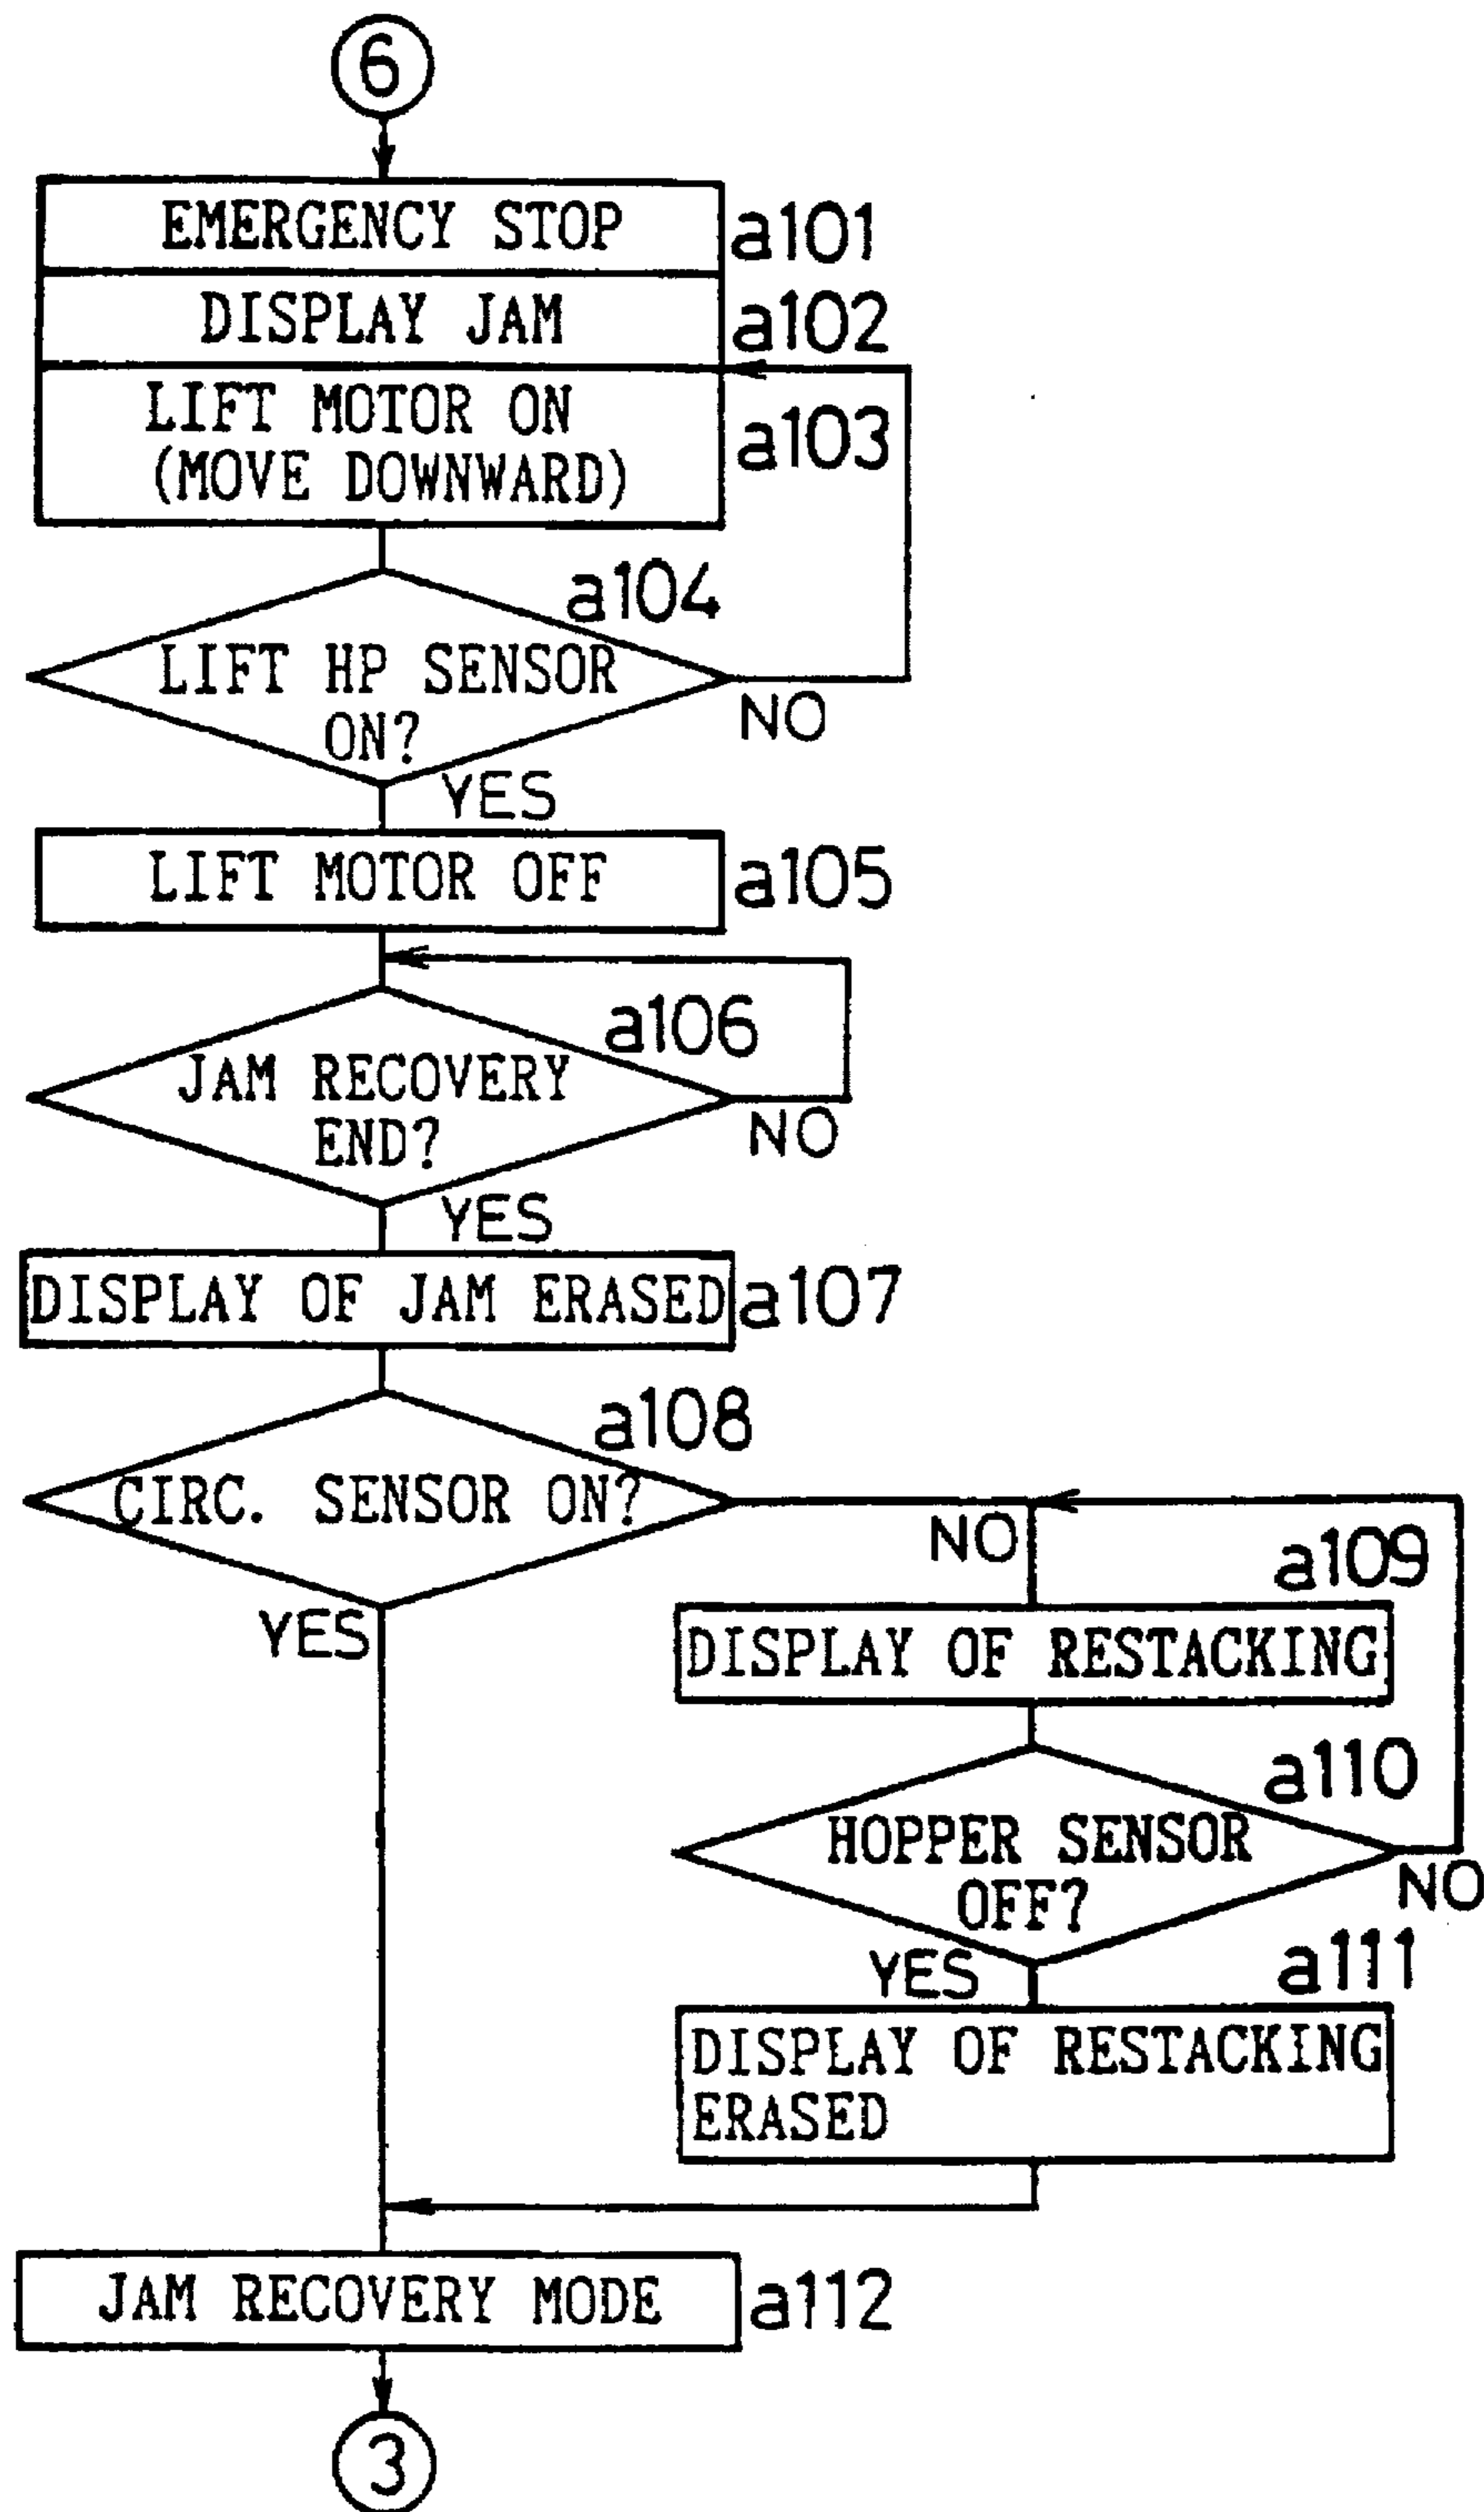 6
EMERGENCY STOP
a101
DISPLAY JAM
a102
LIFT MOTOR ON
(MOVE DOWNWARD)
a103
a104
LIFT HP SENSOR
ON?
NO
YES
LIFT MOTOR OFF
a105
a106
JAM RECOVERY
END?
NO
YES
DISPLAY OF JAM ERASED
a107
a108
CIRC. SENSOR ON?
NO
YES
a109
DISPLAY OF RESTACKING
a110
HOPPER SENSOR
OFF?
NO
YES
a111
DISPLAY OF RESTACKING
ERASED
JAM RECOVERY MODE
a112
3